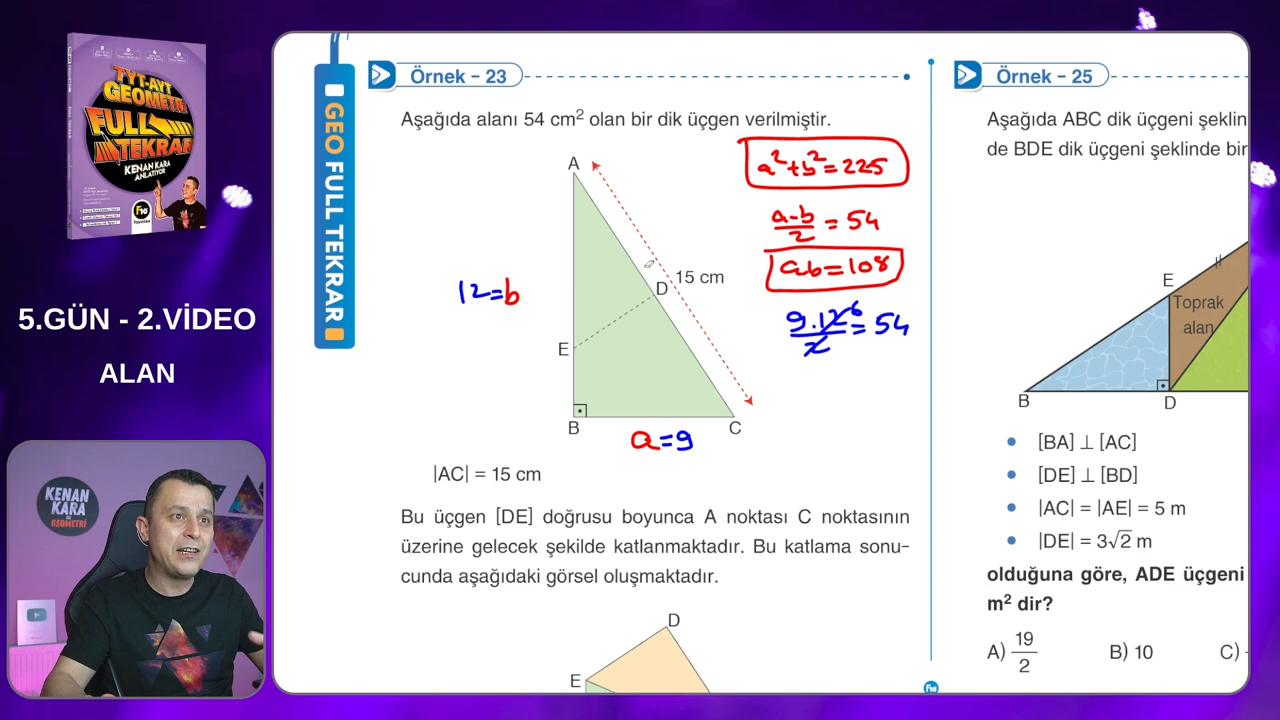 TYT-AYT
GEOMETRİ
FULL
TEKRAR
KENAN KARA
ANLATIYOR
5.GÜN - 2.VİDEO
ALAN
KENAN
KARA
GEOMETRİ
GEO FULL TEKRAR
Örnek – 23
Aşağıda alanı 54 cm² olan bir dik üçgen verilmiştir.
A
a²+b²=225
a.b/2 = 54
a.b=108
9.12/2 6 = 54
15 cm
D
12=b
E
B
C
a=9
|AC| = 15 cm
Bu üçgen [DE] doğrusu boyunca A noktası C noktasının
üzerine gelecek şekilde katlanmaktadır. Bu katlama sonu-
cunda aşağıdaki görsel oluşmaktadır.
D
E
Örnek – 25
Aşağıda ABC dik üçgeni şeklin
de BDE dik üçgeni şeklinde bir
E
Toprak
alan
B
D
• [BA] ⊥ [AC]
• [DE] ⊥ [BD]
• |AC| = |AE| = 5 m
• |DE| = 3√2 m
olduğuna göre, ADE üçgeni
m² dir?
A) 19/2 B) 10 C)